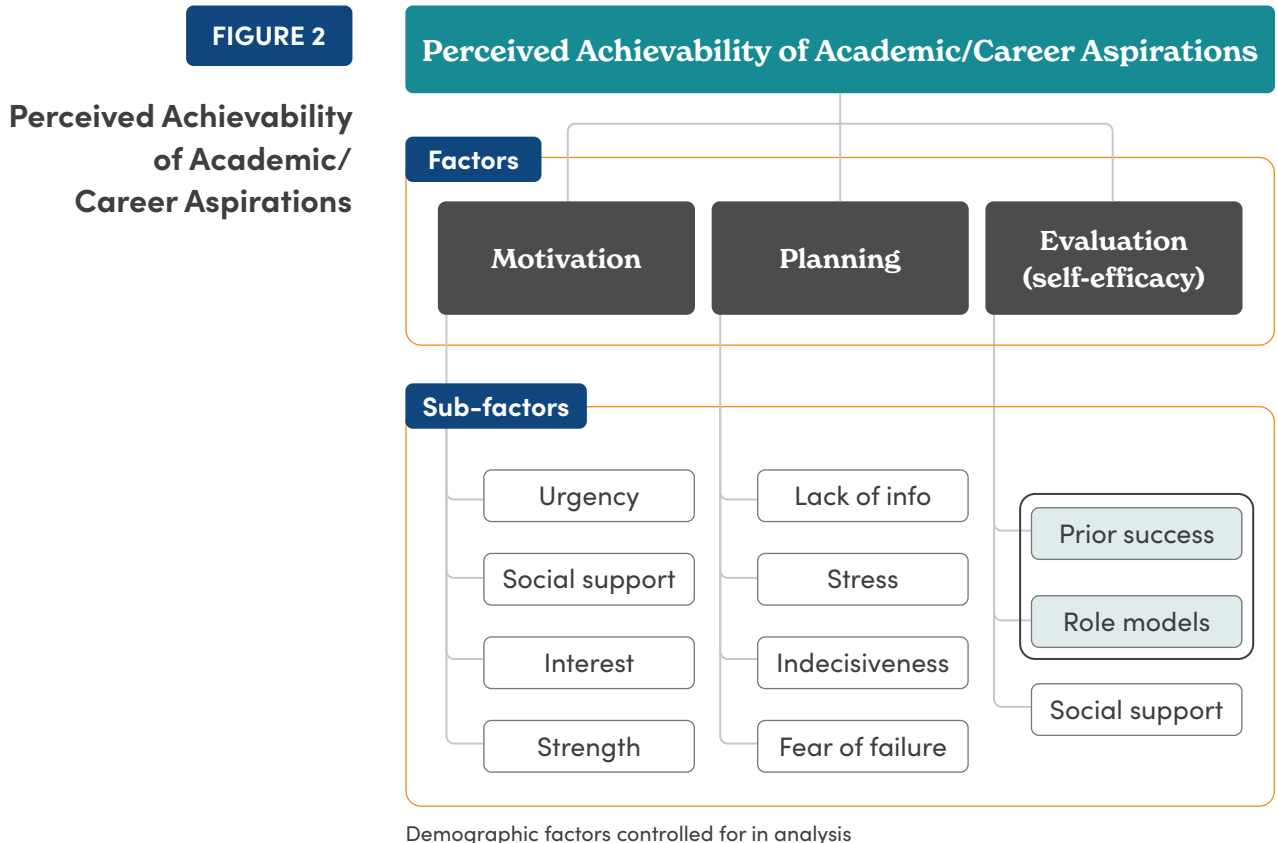 FIGURE 2
Perceived Achievability
of Academic/
Career Aspirations
Perceived Achievability of Academic/Career Aspirations
Factors
Motivation
Planning
Evaluation
(self-efficacy)
Sub-factors
Urgency
Social support
Interest
Strength
Lack of info
Stress
Indecisiveness
Fear of failure
Prior success
Role models
Social support
Demographic factors controlled for in analysis